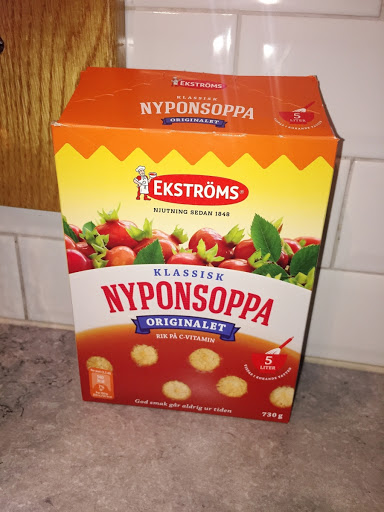 EKSTRÖMS
KLASSISK
NYPONSOPPA
ORIGINALET
5
LITER
EKSTRÖMS®
NJUTNING SEDAN 1848
KLASSISK
NYPONSOPPA
ORIGINALET
RIK PÅ C-VITAMIN
5
LITER
God smak går aldrig ur tiden
730 g